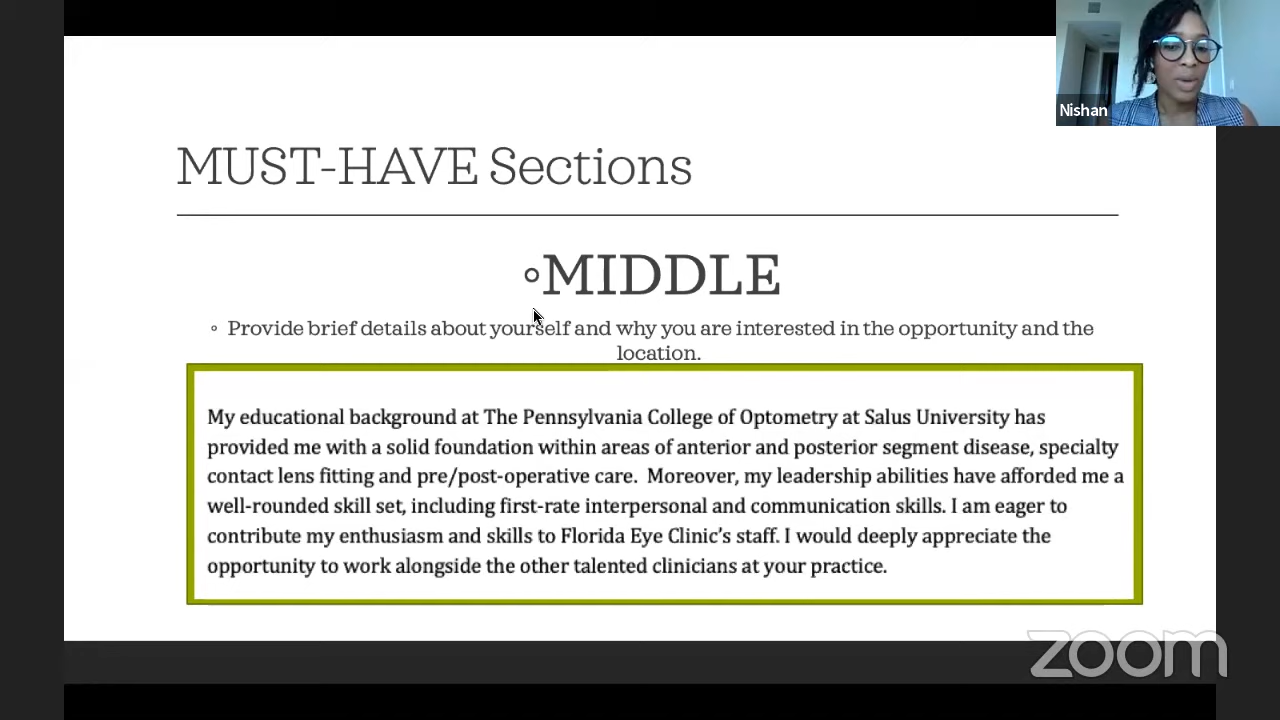 Nishan
MUST-HAVE Sections
◦MIDDLE
◦ Provide brief details about yourself and why you are interested in the opportunity and the
location.
My educational background at The Pennsylvania College of Optometry at Salus University has
provided me with a solid foundation within areas of anterior and posterior segment disease, specialty
contact lens fitting and pre/post-operative care.  Moreover, my leadership abilities have afforded me a
well-rounded skill set, including first-rate interpersonal and communication skills. I am eager to
contribute my enthusiasm and skills to Florida Eye Clinic’s staff. I would deeply appreciate the
opportunity to work alongside the other talented clinicians at your practice.
zoom